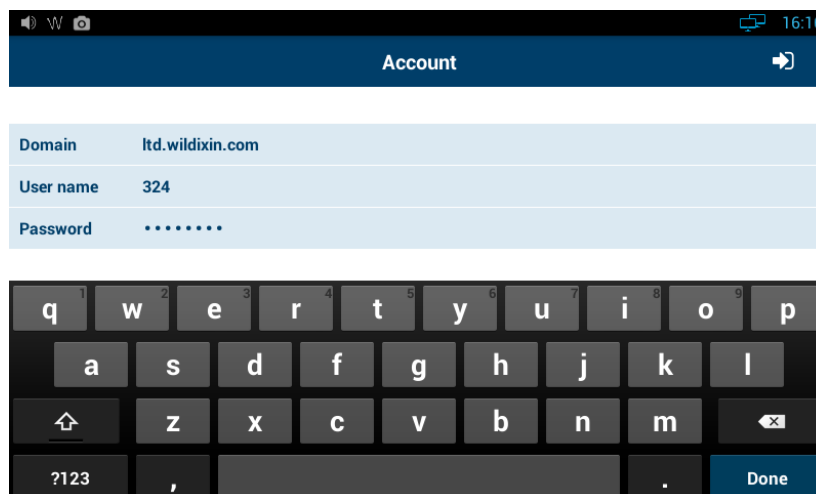 16:1
Account
Domain ltd.wildixin.com
User name 324
Password ••••••••
q 1 w 2 e 3 r 4 t 5 y 6 u 7 i 8 o 9 p
a s d f g h j k l
z x c v b n m
?123 , . Done